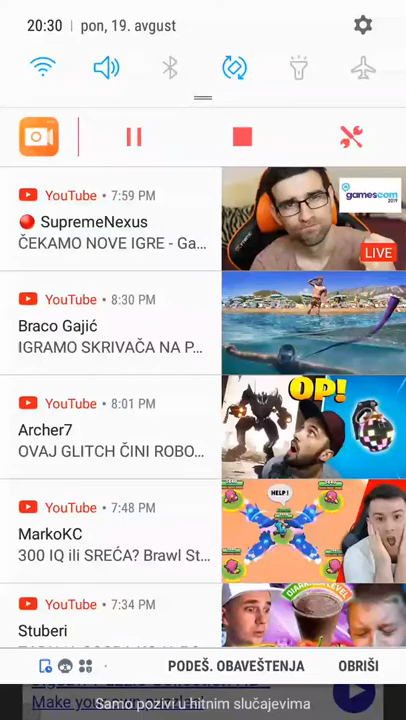 20:30 | pon, 19. avgust
YouTube • 7:59 PM
SupremeNexus
ČEKAMO NOVE IGRE - Ga...
gamescom
2019
LIVE
YouTube • 8:30 PM
Braco Gajić
IGRAMO SKRIVAČA NA P...
YouTube • 8:01 PM
Archer7
OVAJ GLITCH ČINI ROBO...
OP!
YouTube • 7:48 PM
MarkoKC
300 IQ ili SREĆA? Brawl St...
HELP!
YouTube • 7:34 PM
Stuberi
LEVEL
PODEŠ. OBAVEŠTENJA
OBRIŠI
Samo pozivi u hitnim slučajevima
Make you